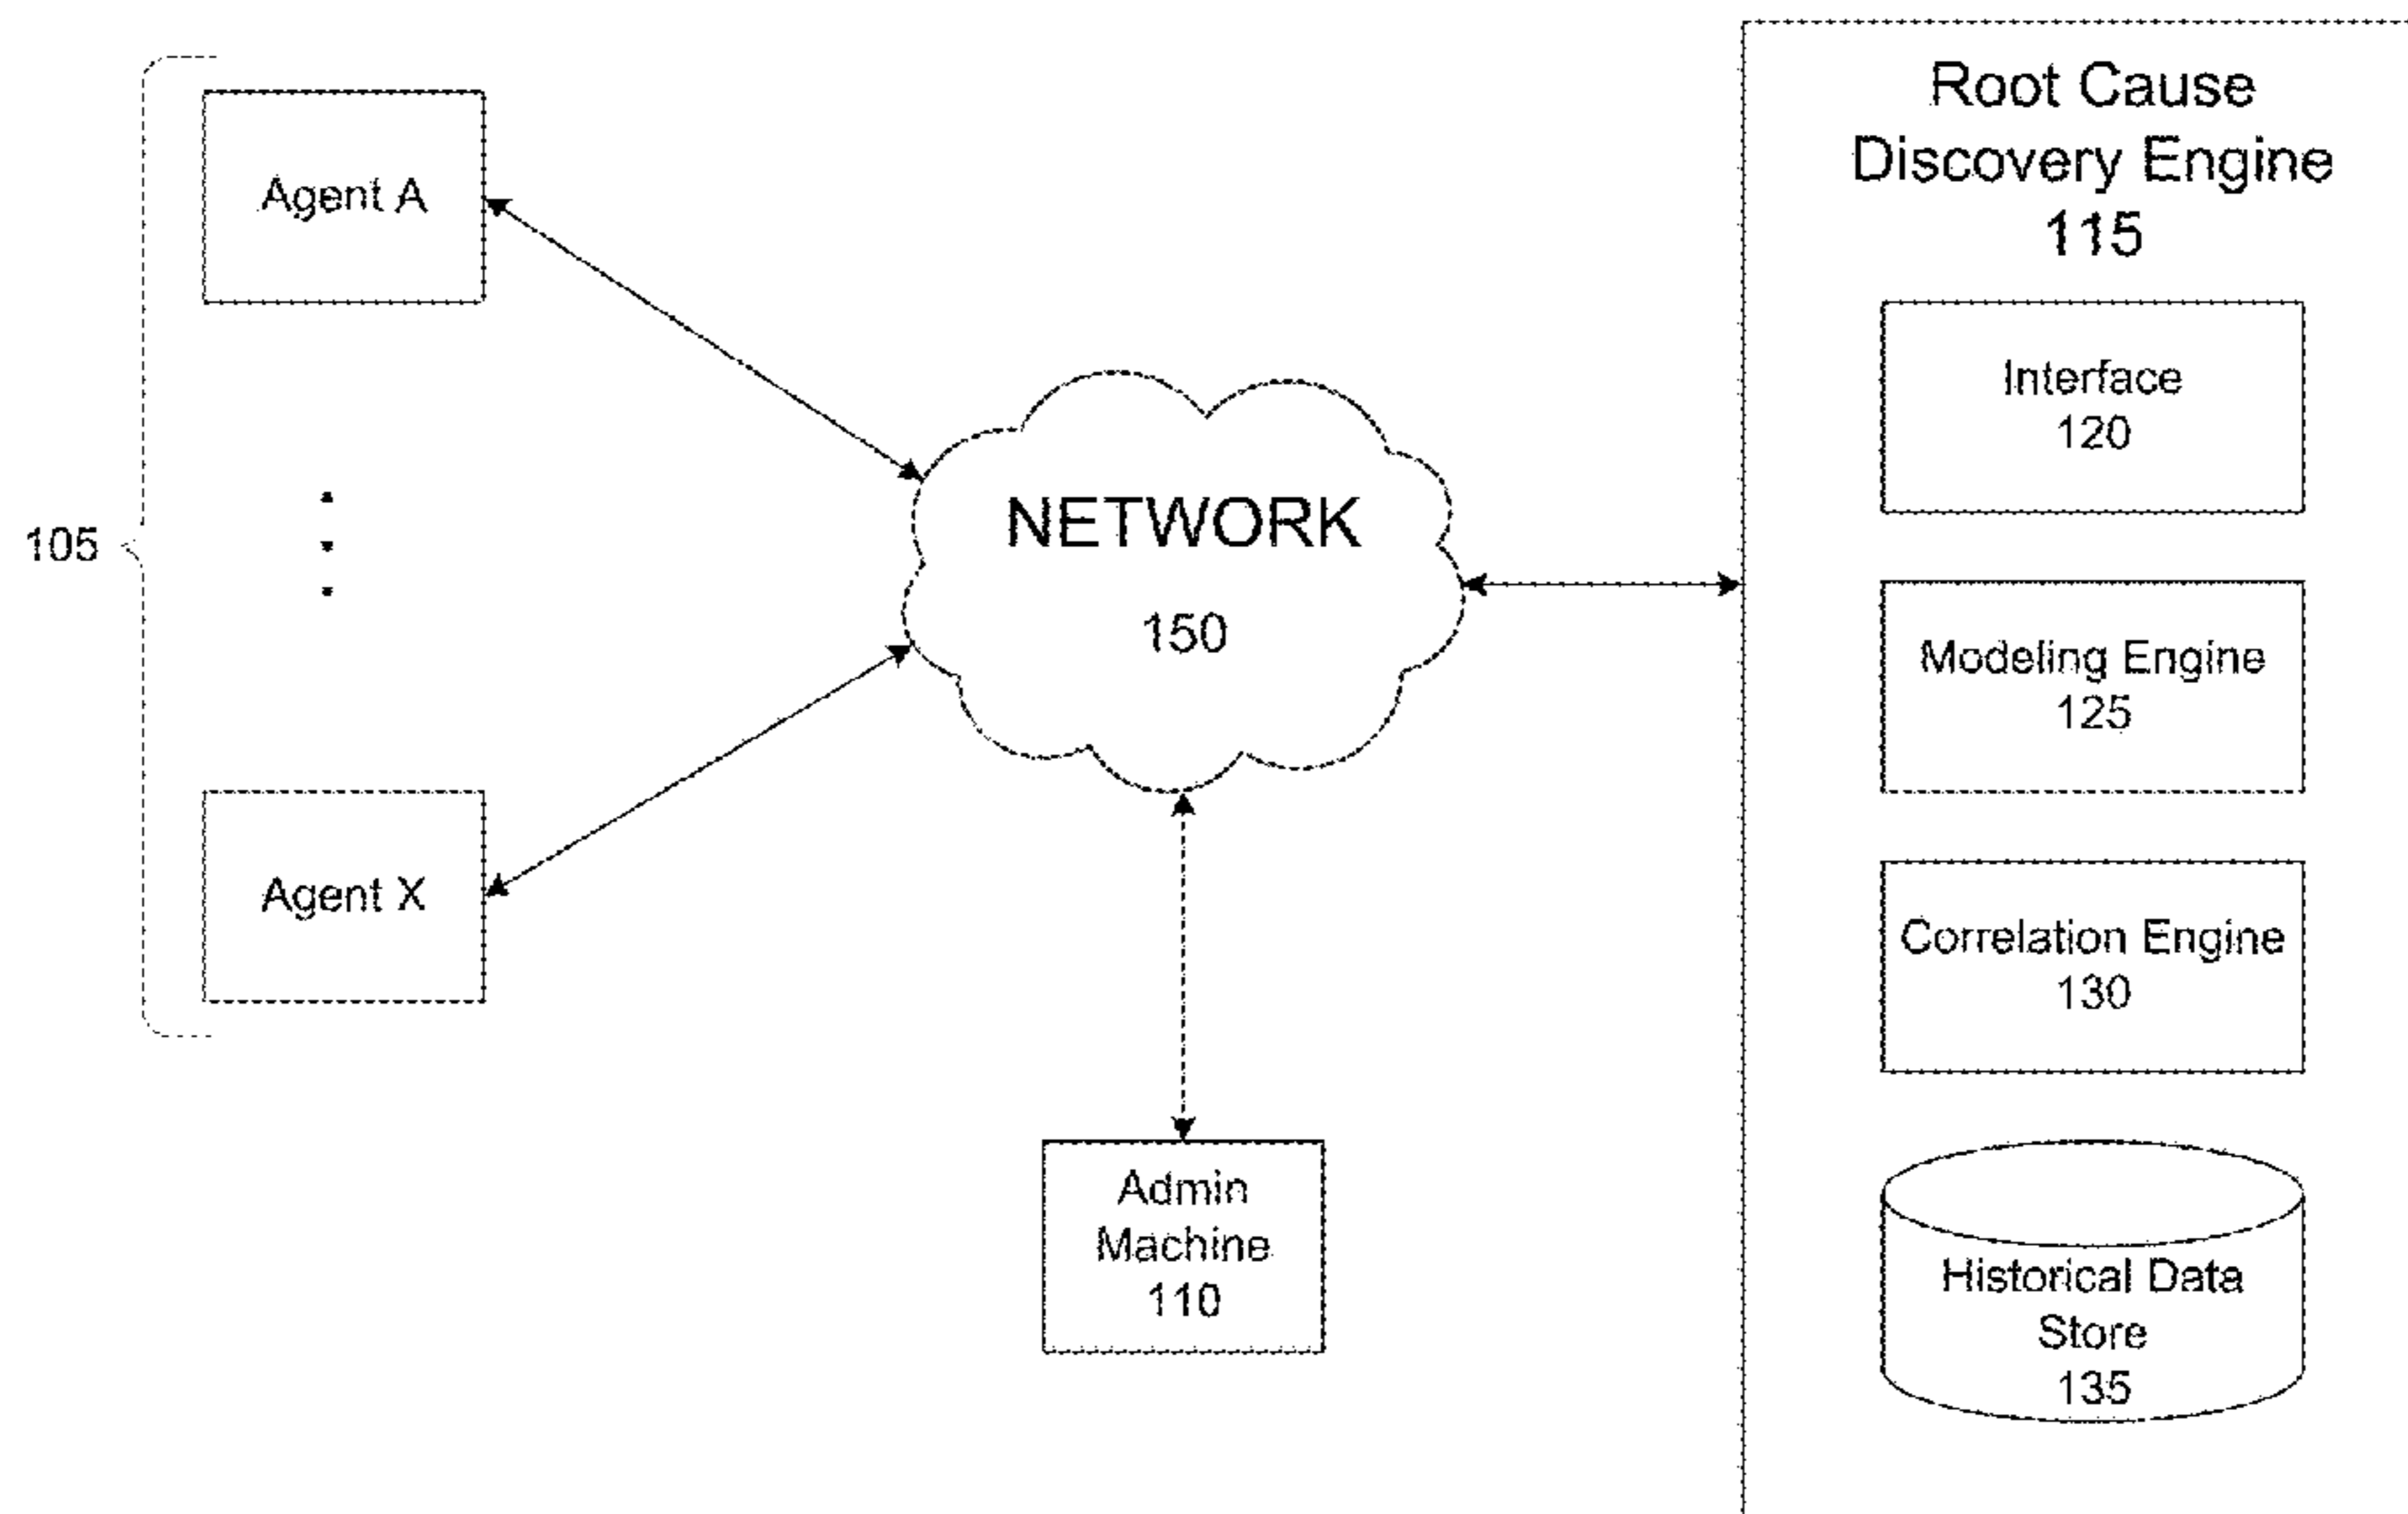 105
Agent A
Agent X
NETWORK
150
Admin
Machine
110
Root Cause
Discovery Engine
115
Interface
120
Modeling Engine
125
Correlation Engine
130
Historical Data
Store
135